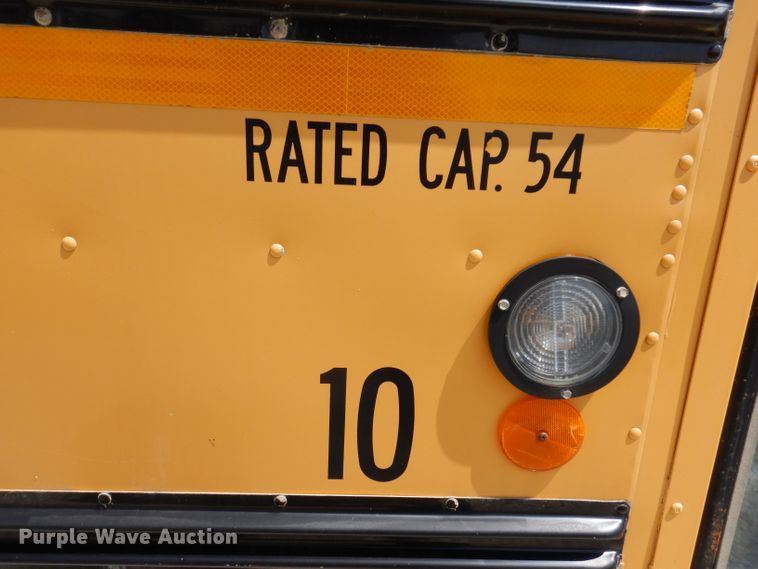 RATED CAP. 54
10
Purple Wave Auction